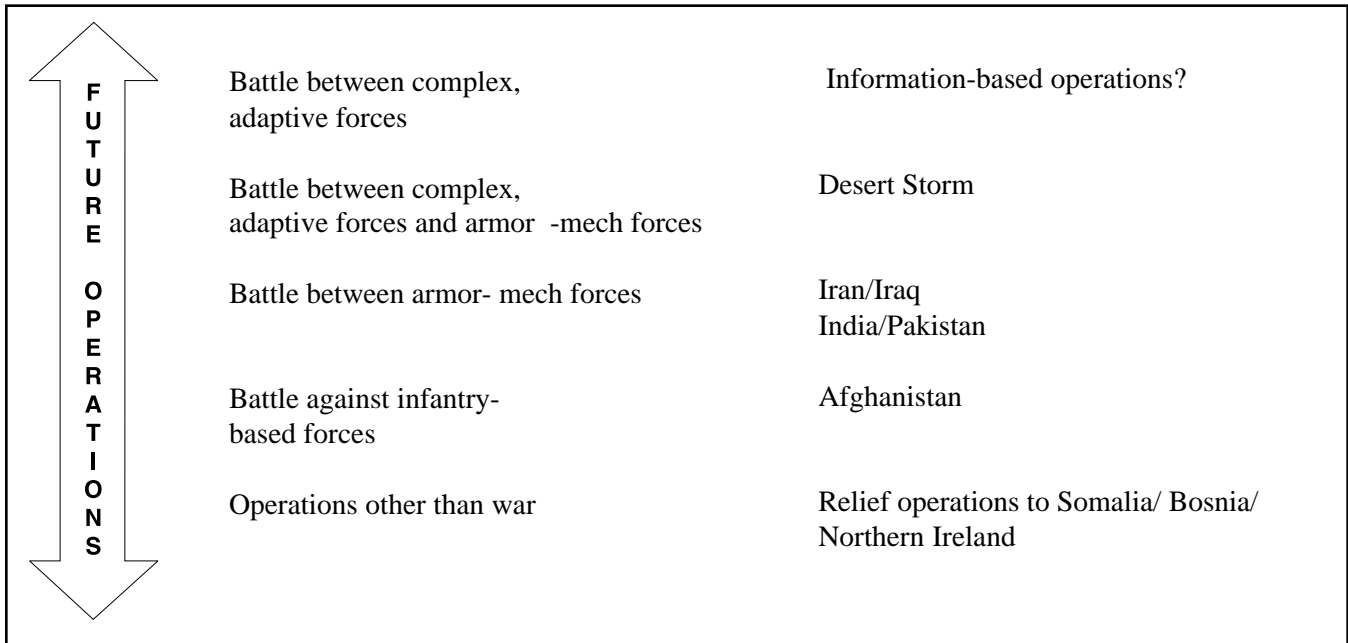 FUTURE OPERATIONS
Battle between complex,
adaptive forces
Information-based operations?
Battle between complex,
adaptive forces and armor -mech forces
Desert Storm
Battle between armor- mech forces
Iran/Iraq
India/Pakistan
Battle against infantry-
based forces
Afghanistan
Operations other than war
Relief operations to Somalia/ Bosnia/
Northern Ireland